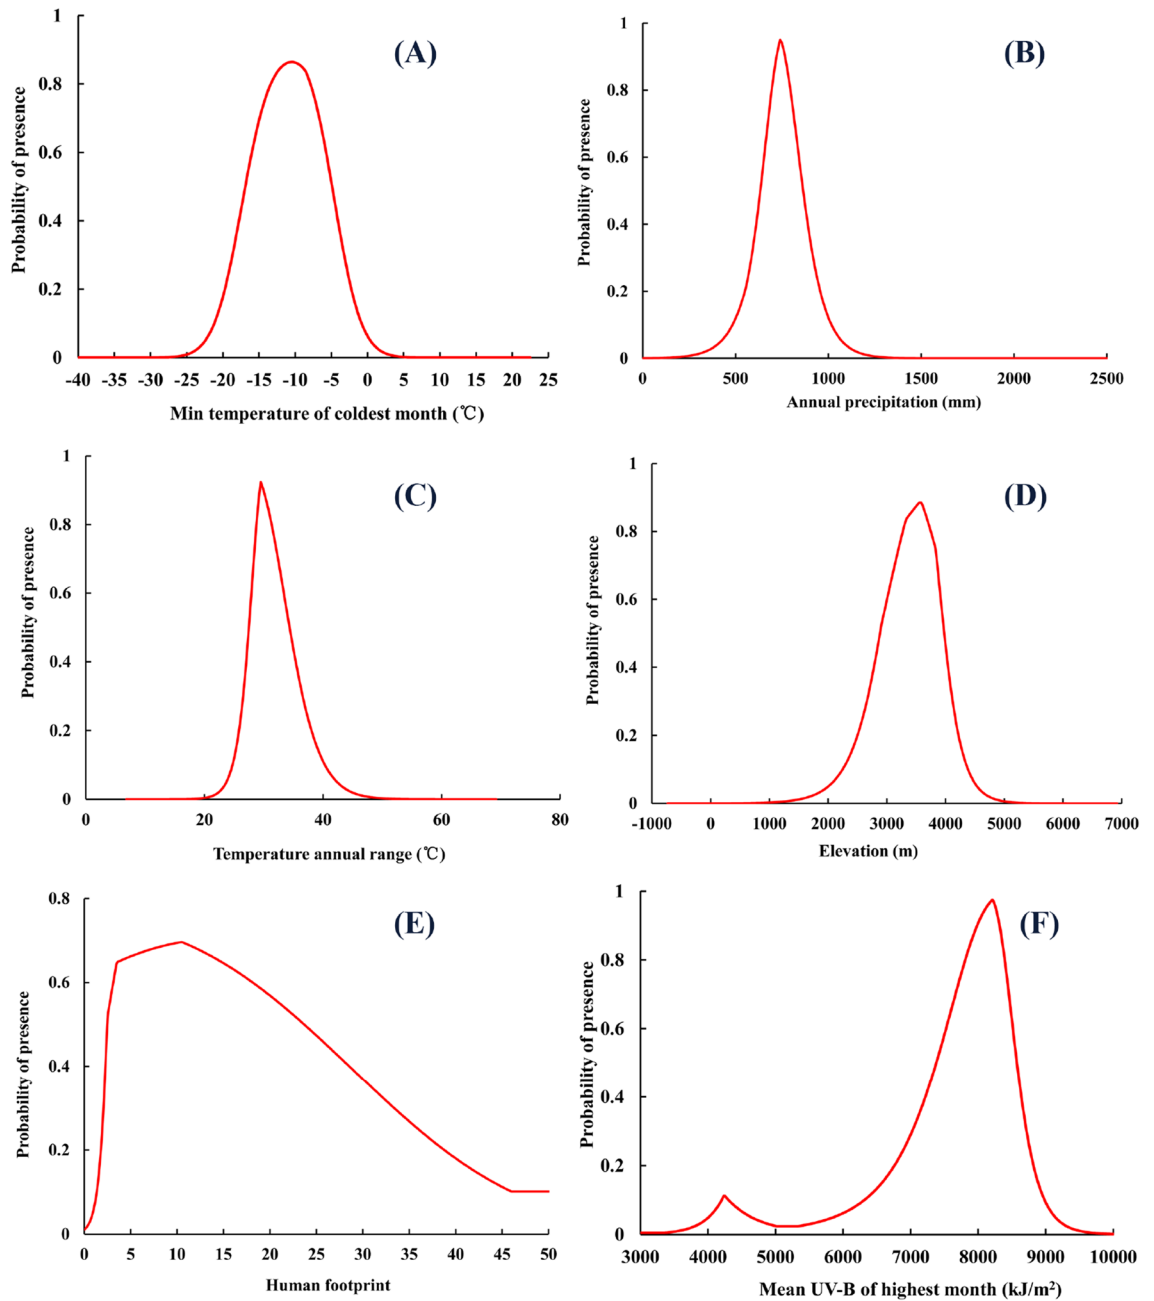 (A)
Probability of presence
1
0.8
0.6
0.4
0.2
0
-40 -35 -30 -25 -20 -15 -10 -5 0 5 10 15 20 25
Min temperature of coldest month (℃)
(B)
Probability of presence
1
0.8
0.6
0.4
0.2
0
0 500 1000 1500 2000 2500
Annual precipitation (mm)
(C)
Probability of presence
1
0.8
0.6
0.4
0.2
0
0 20 40 60 80
Temperature annual range (℃)
(D)
Probability of presence
1
0.8
0.6
0.4
0.2
0
-1000 0 1000 2000 3000 4000 5000 6000 7000
Elevation (m)
(E)
Probability of presence
0.8
0.6
0.4
0.2
0
0 5 10 15 20 25 30 35 40 45 50
Human footprint
(F)
Probability of presence
1
0.8
0.6
0.4
0.2
0
3000 4000 5000 6000 7000 8000 9000 10000
Mean UV-B of highest month (kJ/m²)